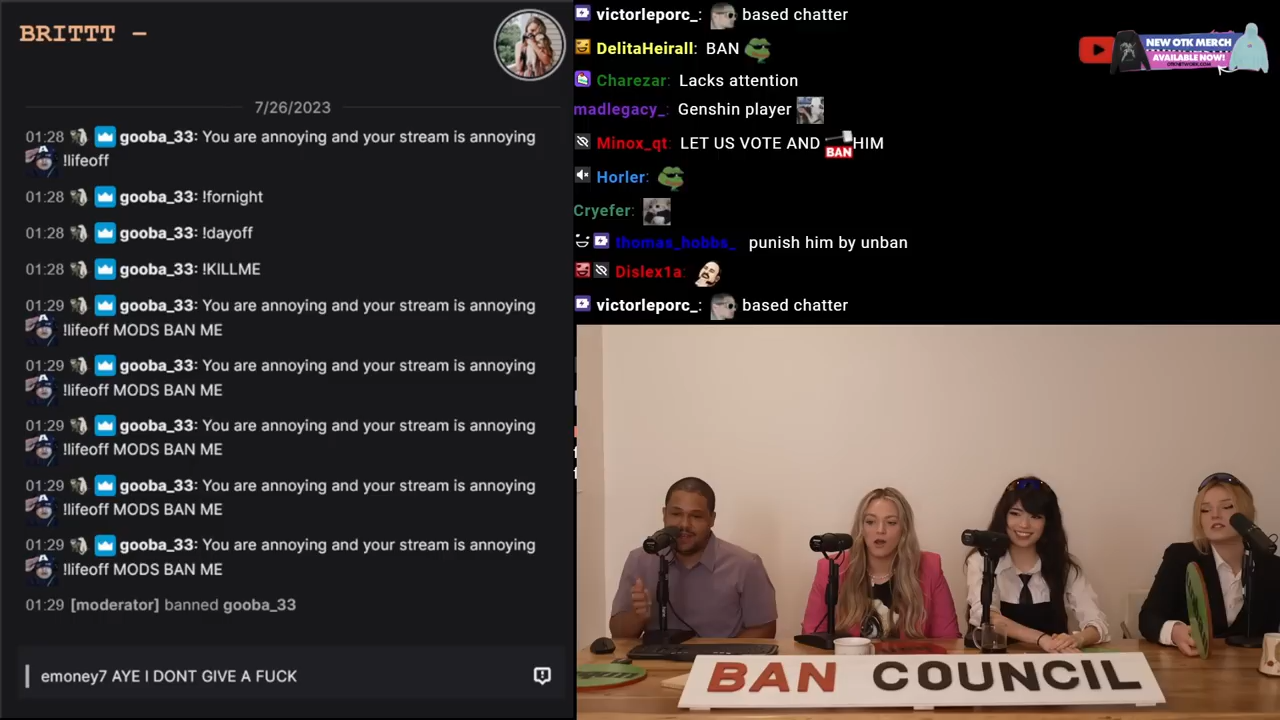 BRITTT -
7/26/2023
01:28 gooba_33: You are annoying and your stream is annoying
!lifeoff
01:28 gooba_33: !fornight
01:28 gooba_33: !dayoff
01:28 gooba_33: !KILLME
01:29 gooba_33: You are annoying and your stream is annoying
!lifeoff MODS BAN ME
01:29 gooba_33: You are annoying and your stream is annoying
!lifeoff MODS BAN ME
01:29 gooba_33: You are annoying and your stream is annoying
!lifeoff MODS BAN ME
01:29 gooba_33: You are annoying and your stream is annoying
!lifeoff MODS BAN ME
01:29 gooba_33: You are annoying and your stream is annoying
!lifeoff MODS BAN ME
01:29 [moderator] banned gooba_33
emoney7 AYE I DONT GIVE A FUCK
victorleporc_: based chatter
DelitaHeirall: BAN
Charezar: Lacks attention
madlegacy_: Genshin player
Minox_qt: LET US VOTE AND BAN HIM
Horler:
Cryefer:
thomas_hobbs_ punish him by unban
Dislex1a:
victorleporc_: based chatter
NEW OTK MERCH
AVAILABLE NOW!
OTKNETWORK.COM
BAN COUNCIL